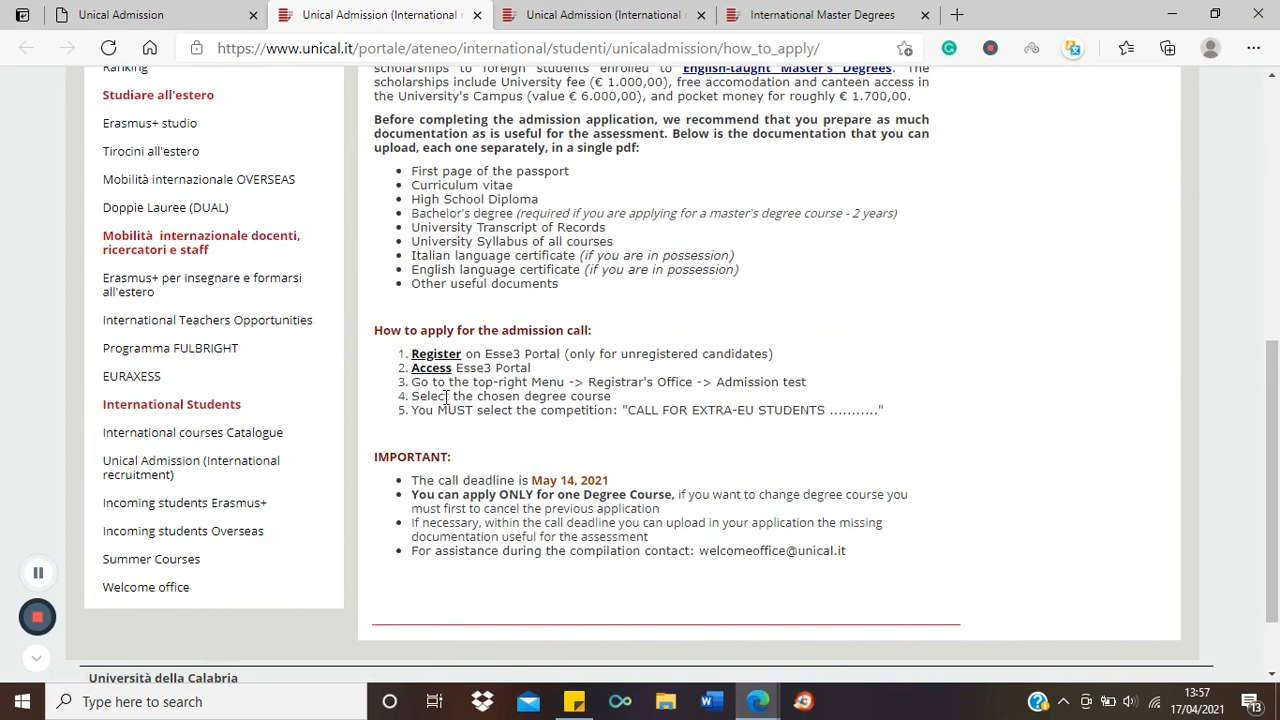 Unical Admission
Unical Admission (International r
Unical Admission (International r
International Master Degrees
https://www.unical.it/portale/ateneo/international/studenti/unicaladmission/how_to_apply/
Ranking
Studiare all'estero
Erasmus+ studio
Tirocini all'estero
Mobilità internazionale OVERSEAS
Doppie Lauree (DUAL)
Mobilità internazionale docenti,
ricercatori e staff
Erasmus+ per insegnare e formarsi
all'estero
International Teachers Opportunities
Programma FULBRIGHT
EURAXESS
International Students
International courses Catalogue
Unical Admission (International
recruitment)
Incoming students Erasmus+
Incoming students Overseas
Summer Courses
Welcome office
scholarships to foreign students enrolled to English-taught Master's Degrees. The
scholarships include University fee (€ 1.000,00), free accomodation and canteen access in
the University's Campus (value € 6.000,00), and pocket money for roughly € 1.700,00.
Before completing the admission application, we recommend that you prepare as much
documentation as is useful for the assessment. Below is the documentation that you can
upload, each one separately, in a single pdf:
First page of the passport
Curriculum vitae
High School Diploma
Bachelor's degree (required if you are applying for a master's degree course - 2 years)
University Transcript of Records
University Syllabus of all courses
Italian language certificate (if you are in possession)
English language certificate (if you are in possession)
Other useful documents
How to apply for the admission call:
1. Register on Esse3 Portal (only for unregistered candidates)
2. Access Esse3 Portal
3. Go to the top-right Menu -> Registrar's Office -> Admission test
4. Select the chosen degree course
5. You MUST select the competition: "CALL FOR EXTRA-EU STUDENTS ..........."
IMPORTANT:
The call deadline is May 14, 2021
You can apply ONLY for one Degree Course, if you want to change degree course you
must first to cancel the previous application
If necessary, within the call deadline you can upload in your application the missing
documentation useful for the assessment
For assistance during the compilation contact: welcomeoffice@unical.it
Università della Calabria
Type here to search
13:57
17/04/2021
13